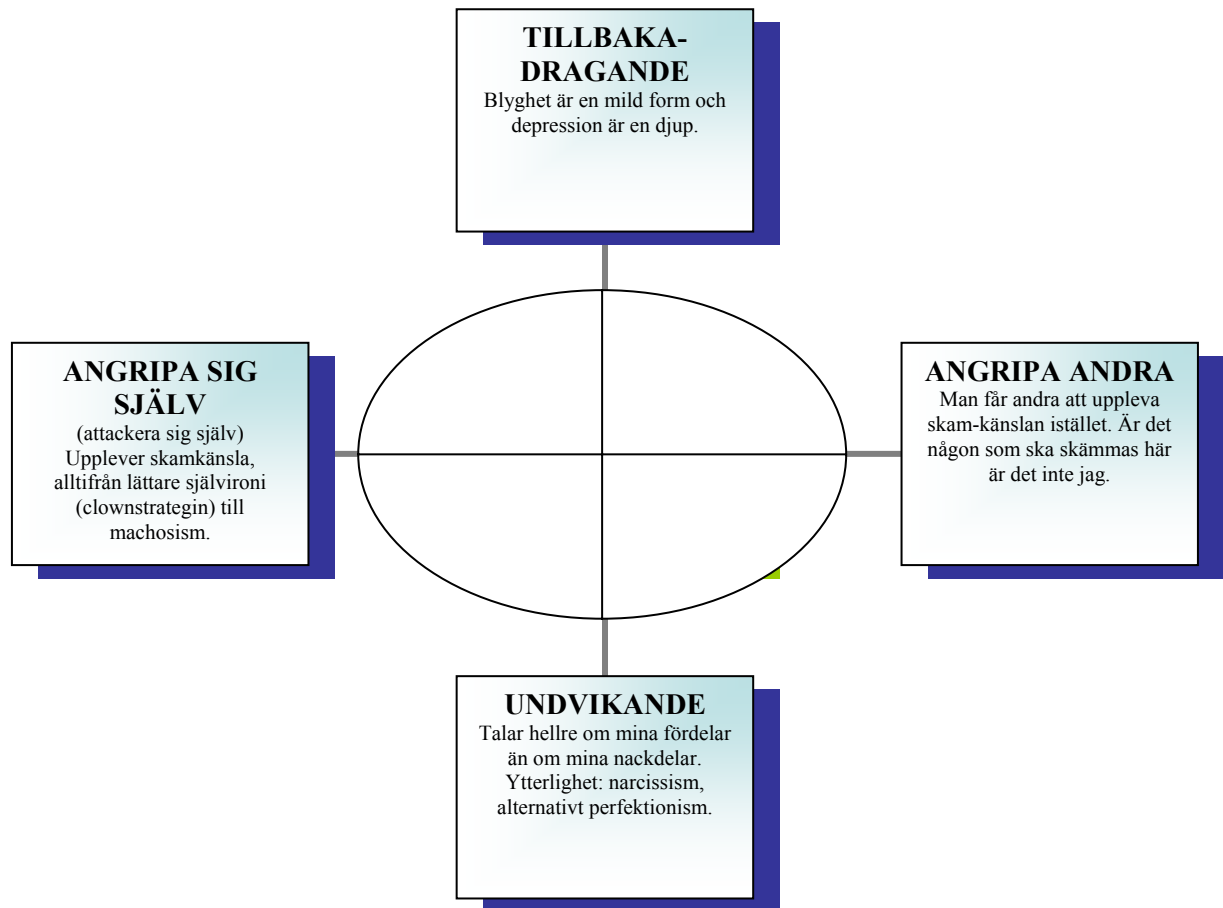 TILLBAKA-
DRAGANDE
Blyghet är en mild form och
depression är en djup.
ANGRIPA SIG
SJÄLV
(attackera sig själv)
Upplever skamkänsla,
alltifrån lättare självironi
(clownstrategin) till
machosism.
ANGRIPA ANDRA
Man får andra att uppleva
skam-känslan istället. Är det
någon som ska skämmas här
är det inte jag.
UNDVIKANDE
Talar hellre om mina fördelar
än om mina nackdelar.
Ytterlighet: narcissism,
alternativt perfektionism.